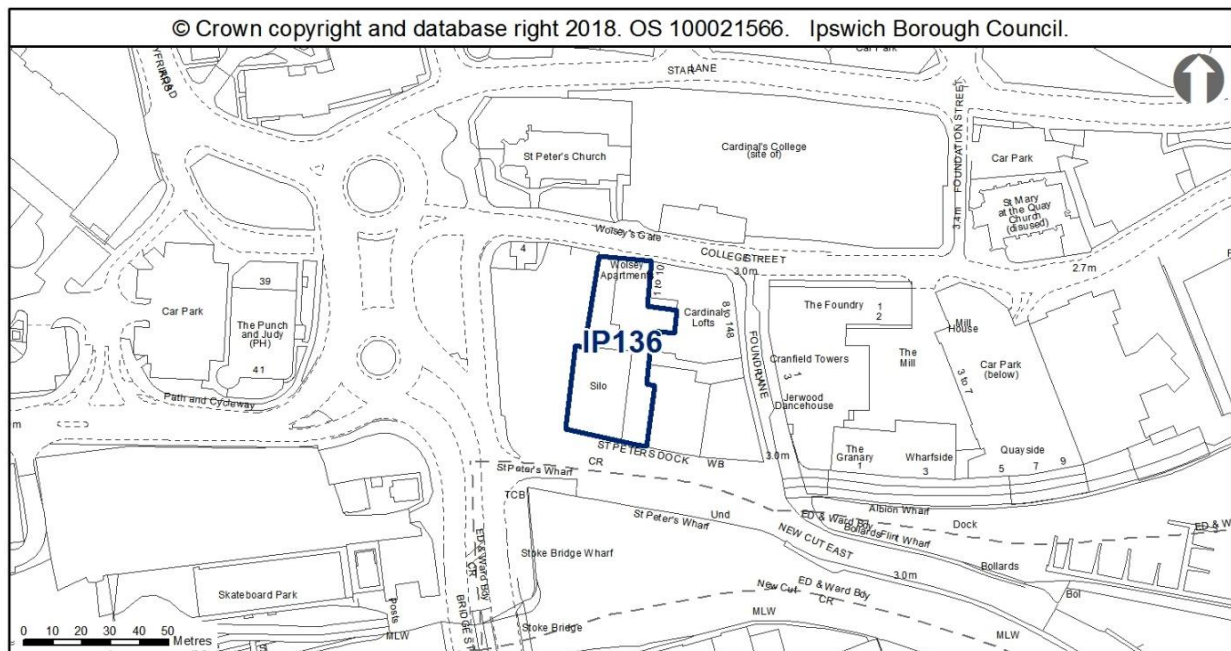 © Crown copyright and database right 2018. OS 100021566. Ipswich Borough Council.
Car Park
STAR LANE
FOUNDATION STREET
St Peter's Church
Cardinal's College
(site of)
Car Park
St Mary
at the Quay
Church
(disused)
3.4m
Wolsey's Gate
COLLEGE STREET
3.0m
2.7m
4
Wolsey
Apartments
1 to 10
Cardinal
Lofts
8 to 148
39
Car Park
The Punch
and Judy
(PH)
41
IP136
Silo
The Foundry
1
2
Mill
House
Cranfield Towers
The
Mill
Car Park
(below)
3 to 7
1
3
Jerwood
Dancehouse
Path and Cycleway
The
Granary
1
Wharfside
3
Quayside
5
7
9
ST PETERS DOCK
WB
3.0m
CR
St Peter's Wharf
TCB
Und
St Peter's Wharf
Albion Wharf
ED & Ward Bdy
Dock
Bollards
Flint Wharf
NEW CUT EAST
Stoke Bridge Wharf
ED & Ward Bdy
CR
3.0m
Bollards
Bol
New Cut
ED & Ward Bdy
CR
Skateboard Park
Posts
MLW
BRIDGE ST
Stoke Bridge
MLW
MLW
0 10 20 30 40 50
Metres